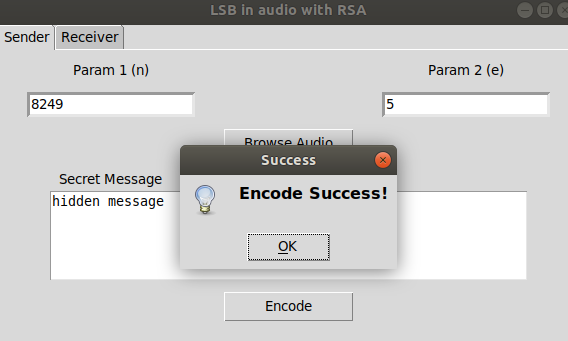 LSB in audio with RSA
Sender Receiver
Param 1 (n) Param 2 (e)
8249 5
Browse Audio
Success
Secret Message
Encode Success!
hidden message
OK
Encode